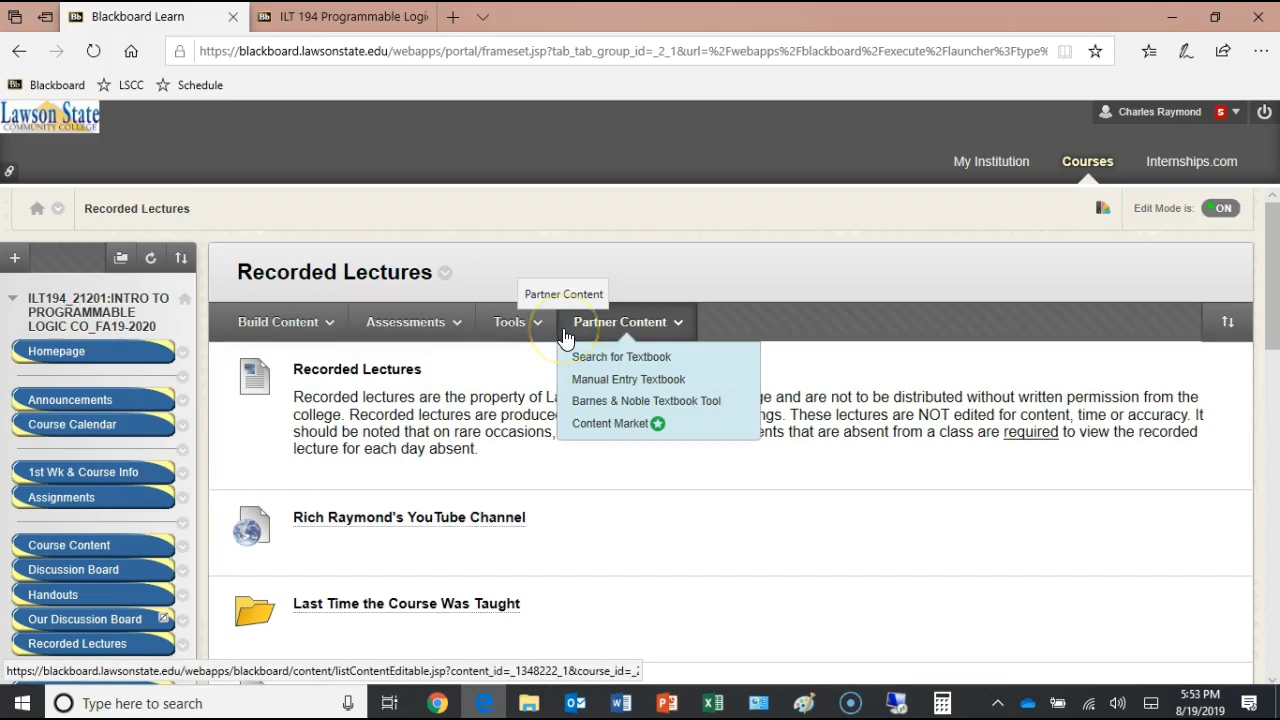 Blackboard Learn
ILT 194 Programmable Logi
https://blackboard.lawsonstate.edu/webapps/portal/frameset.jsp?tab_tab_group_id=_2_1&url=%2Fwebapps%2Fblackboard%2Fexecute%2Flauncher%3Ftype%
Blackboard LSCC Schedule
Lawson State
COMMUNITY COLLEGE
Charles Raymond 5
My Institution Courses Internships.com
Recorded Lectures
Edit Mode is: ON
ILT194_21201:INTRO TO
PROGRAMMABLE
LOGIC CO_FA19-2020
Homepage
Announcements
Course Calendar
1st Wk & Course Info
Assignments
Course Content
Discussion Board
Handouts
Our Discussion Board
Recorded Lectures
Recorded Lectures
Partner Content
Build Content Assessments Tools Partner Content
Search for Textbook
Manual Entry Textbook
Barnes & Noble Textbook Tool
Content Market
Recorded Lectures
Recorded lectures are the property of La ge and are not to be distributed without written permission from the
college. Recorded lectures are produce ngs. These lectures are NOT edited for content, time or accuracy. It
should be noted that on rare occasions, ents that are absent from a class are required to view the recorded
lecture for each day absent.
Rich Raymond's YouTube Channel
Last Time the Course Was Taught
https://blackboard.lawsonstate.edu/webapps/blackboard/content/listContentEditable.jsp?content_id=_1348222_1&course_id=_2
Type here to search
5:53 PM
8/19/2019